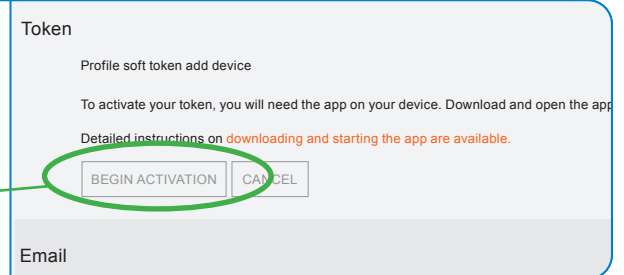 Token
Profile soft token add device
To activate your token, you will need the app on your device. Download and open the app
Detailed instructions on downloading and starting the app are available.
BEGIN ACTIVATION CANCEL
Email